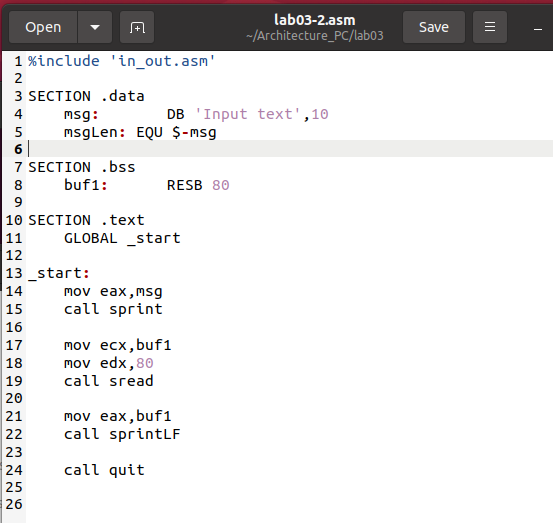 Open
lab03-2.asm
~/Architecture_PC/lab03
Save
1 %include 'in_out.asm'
2
3 SECTION .data
4     msg:        DB 'Input text',10
5     msgLen: EQU $-msg
6
7 SECTION .bss
8     buf1:       RESB 80
9
10 SECTION .text
11     GLOBAL _start
12
13 _start:
14     mov eax,msg
15     call sprint
16
17     mov ecx,buf1
18     mov edx,80
19     call sread
20
21     mov eax,buf1
22     call sprintLF
23
24     call quit
25
26